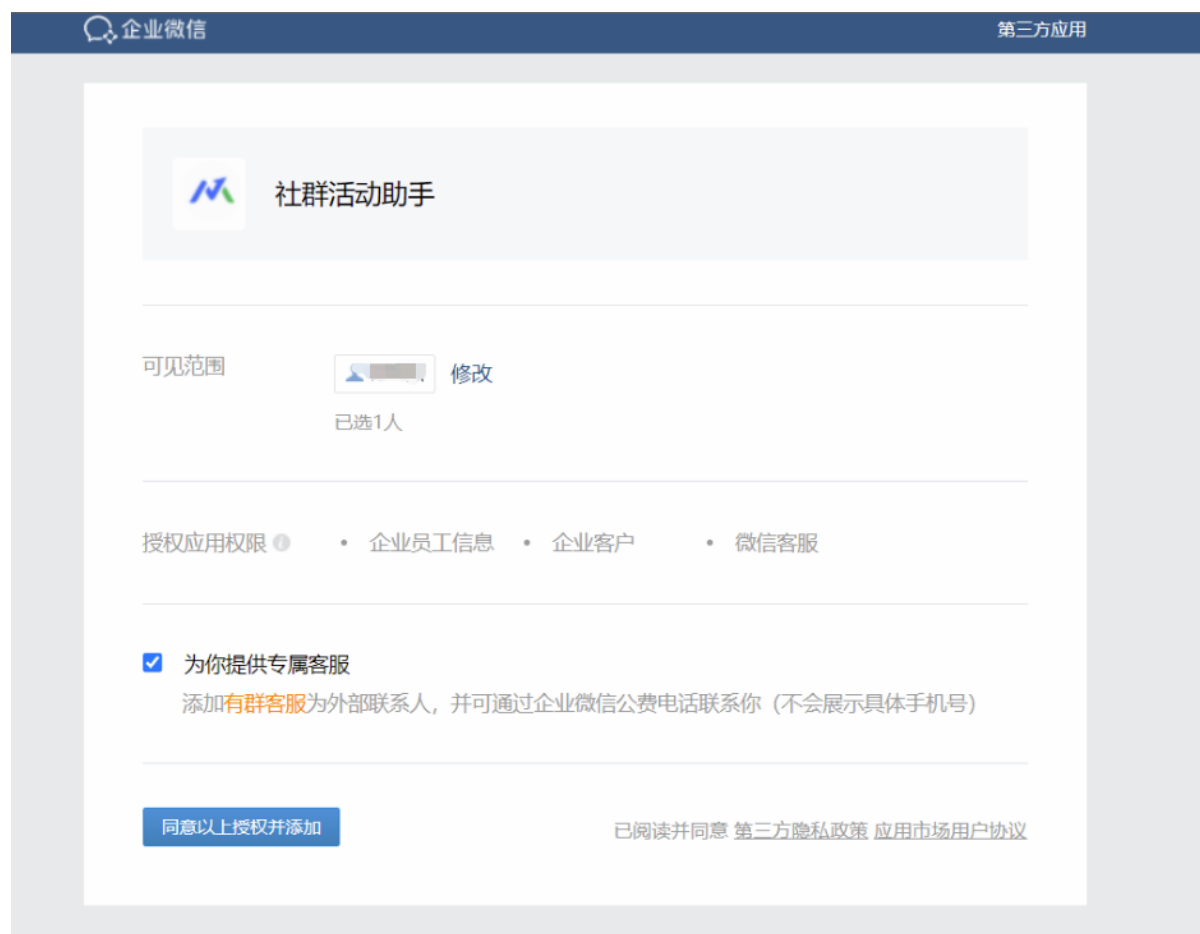 企业微信
第三方应用
社群活动助手
可见范围
修改
已选1人
授权应用权限
• 企业员工信息 • 企业客户 • 微信客服
为你提供专属客服
添加有群客服为外部联系人，并可通过企业微信公费电话联系你（不会展示具体手机号）
同意以上授权并添加
已阅读并同意 第三方隐私政策 应用市场用户协议